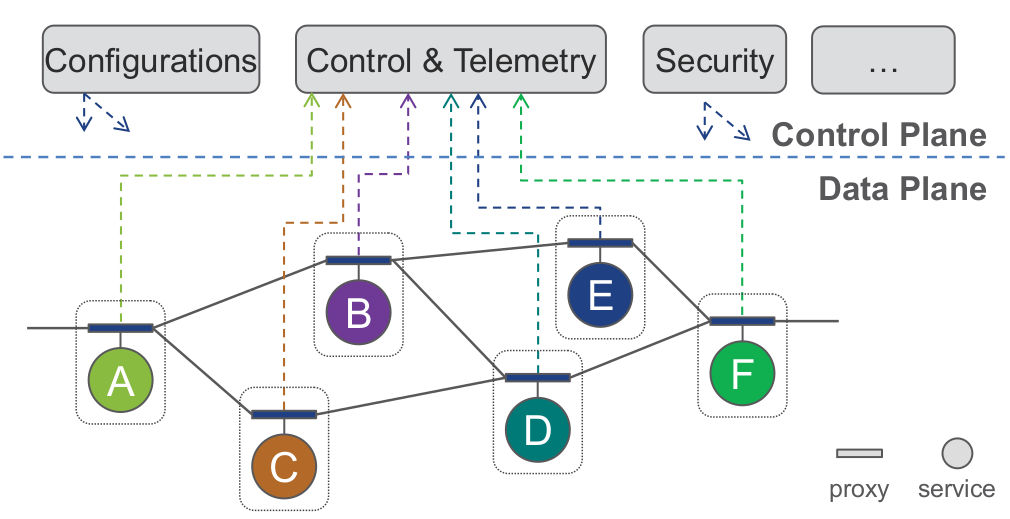 Configurations
Control & Telemetry
Security
...
Control Plane
Data Plane
A
B
C
D
E
F
proxy
service